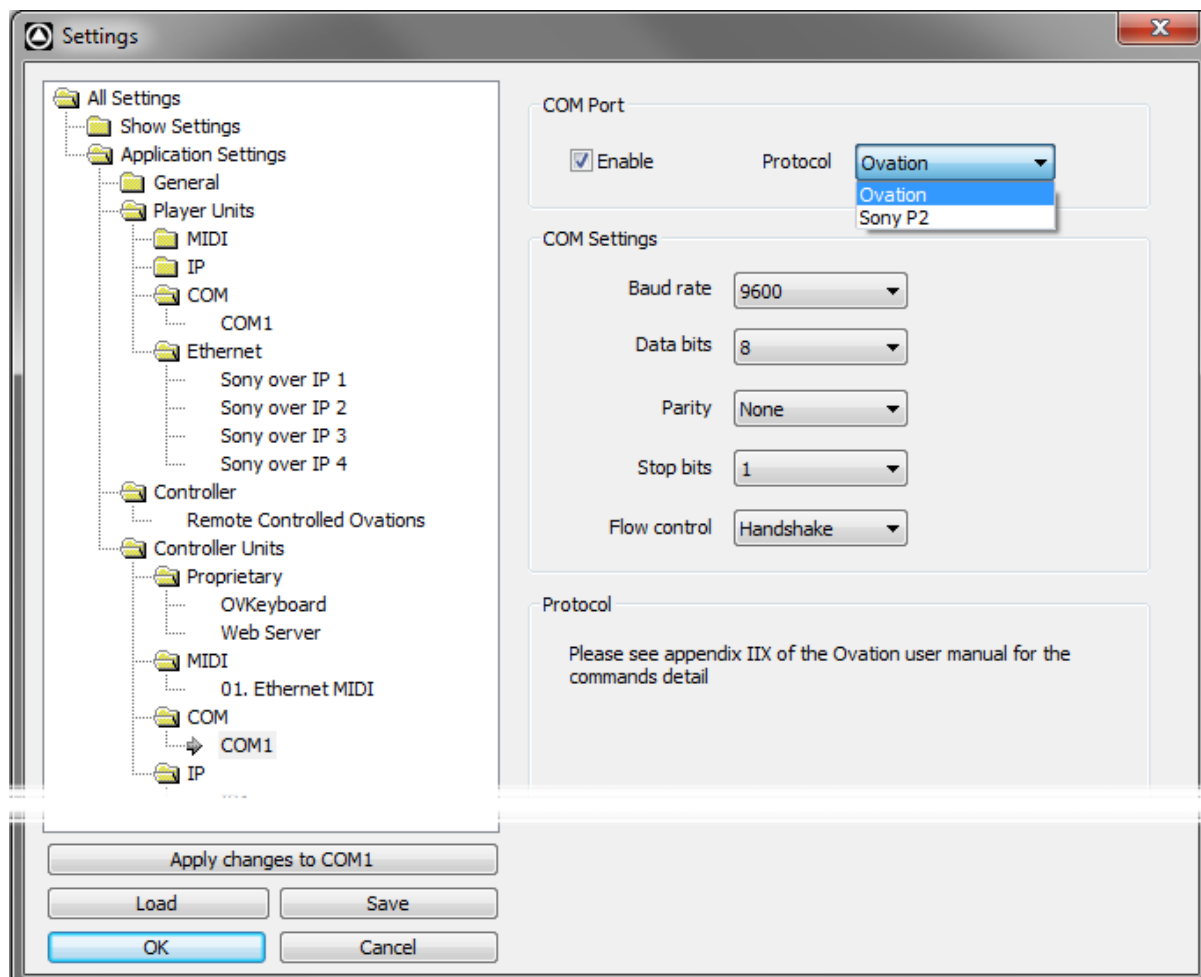 Settings
All Settings
Show Settings
Application Settings
General
Player Units
MIDI
IP
COM
COM1
Ethernet
Sony over IP 1
Sony over IP 2
Sony over IP 3
Sony over IP 4
Controller
Remote Controlled Ovations
Controller Units
Proprietary
OVKeyboard
Web Server
MIDI
01. Ethernet MIDI
COM
COM1
IP
Apply changes to COM1
Load Save
OK Cancel
COM Port
Enable Protocol Ovation
Ovation
Sony P2
COM Settings
Baud rate 9600
Data bits 8
Parity None
Stop bits 1
Flow control Handshake
Protocol
Please see appendix IIX of the Ovation user manual for the
commands detail